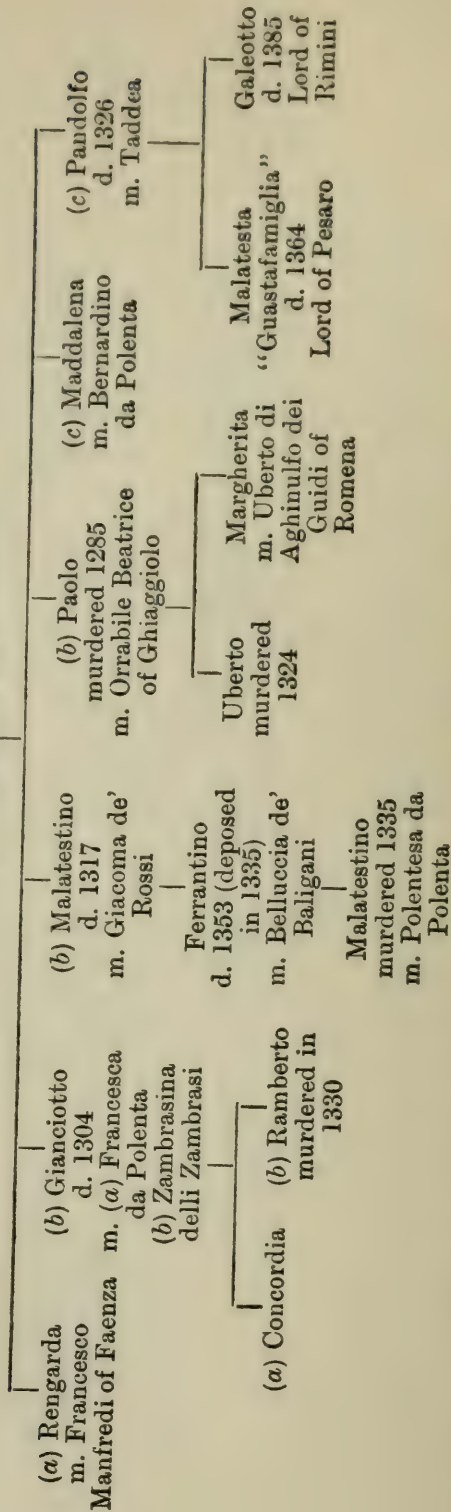 (a) Rengarda
m. Francesco
Manfredi of Faenza
(b) Gianciotto
d. 1304
m. (a) Francesca
da Polenta
(b) Zambrasina
delli Zambrasi
(a) Concordia
(b) Ramberto
murdered in
1330
(b) Malatestino
d. 1317
m. Giacoma de'
Rossi
Ferrantino
d. 1353 (deposed
in 1335)
m. Belluccia de'
Baligani
Malatestino
murdered 1335
m. Polentesa da
Polenta
(b) Paolo
murdered 1285
m. Orrabile Beatrice
of Ghiaggiolo
Uberto
murdered
1324
Margherita
m. Uberto di
Aghinulfo dei
Guidi of
Romena
(c) Maddalena
m. Bernardino
da Polenta
(c) Pandolfo
d. 1326
m. Taddea
Malatesta
"Guastafamiglia"
d. 1364
Lord of Pesaro
Galeotto
d. 1385
Lord of
Rimini